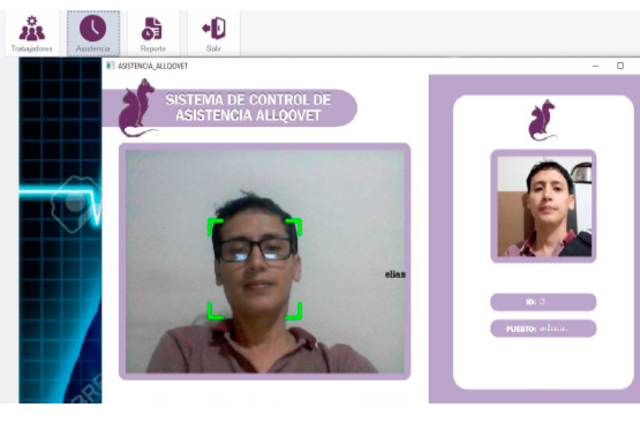 Trabajadores
Asistencia
Reporte
Salir
ASISTENCIA_ALLQOVET
SISTEMA DE CONTROL DE
ASISTENCIA ALLQOVET
elias
ID: 3
PUESTO: admin.